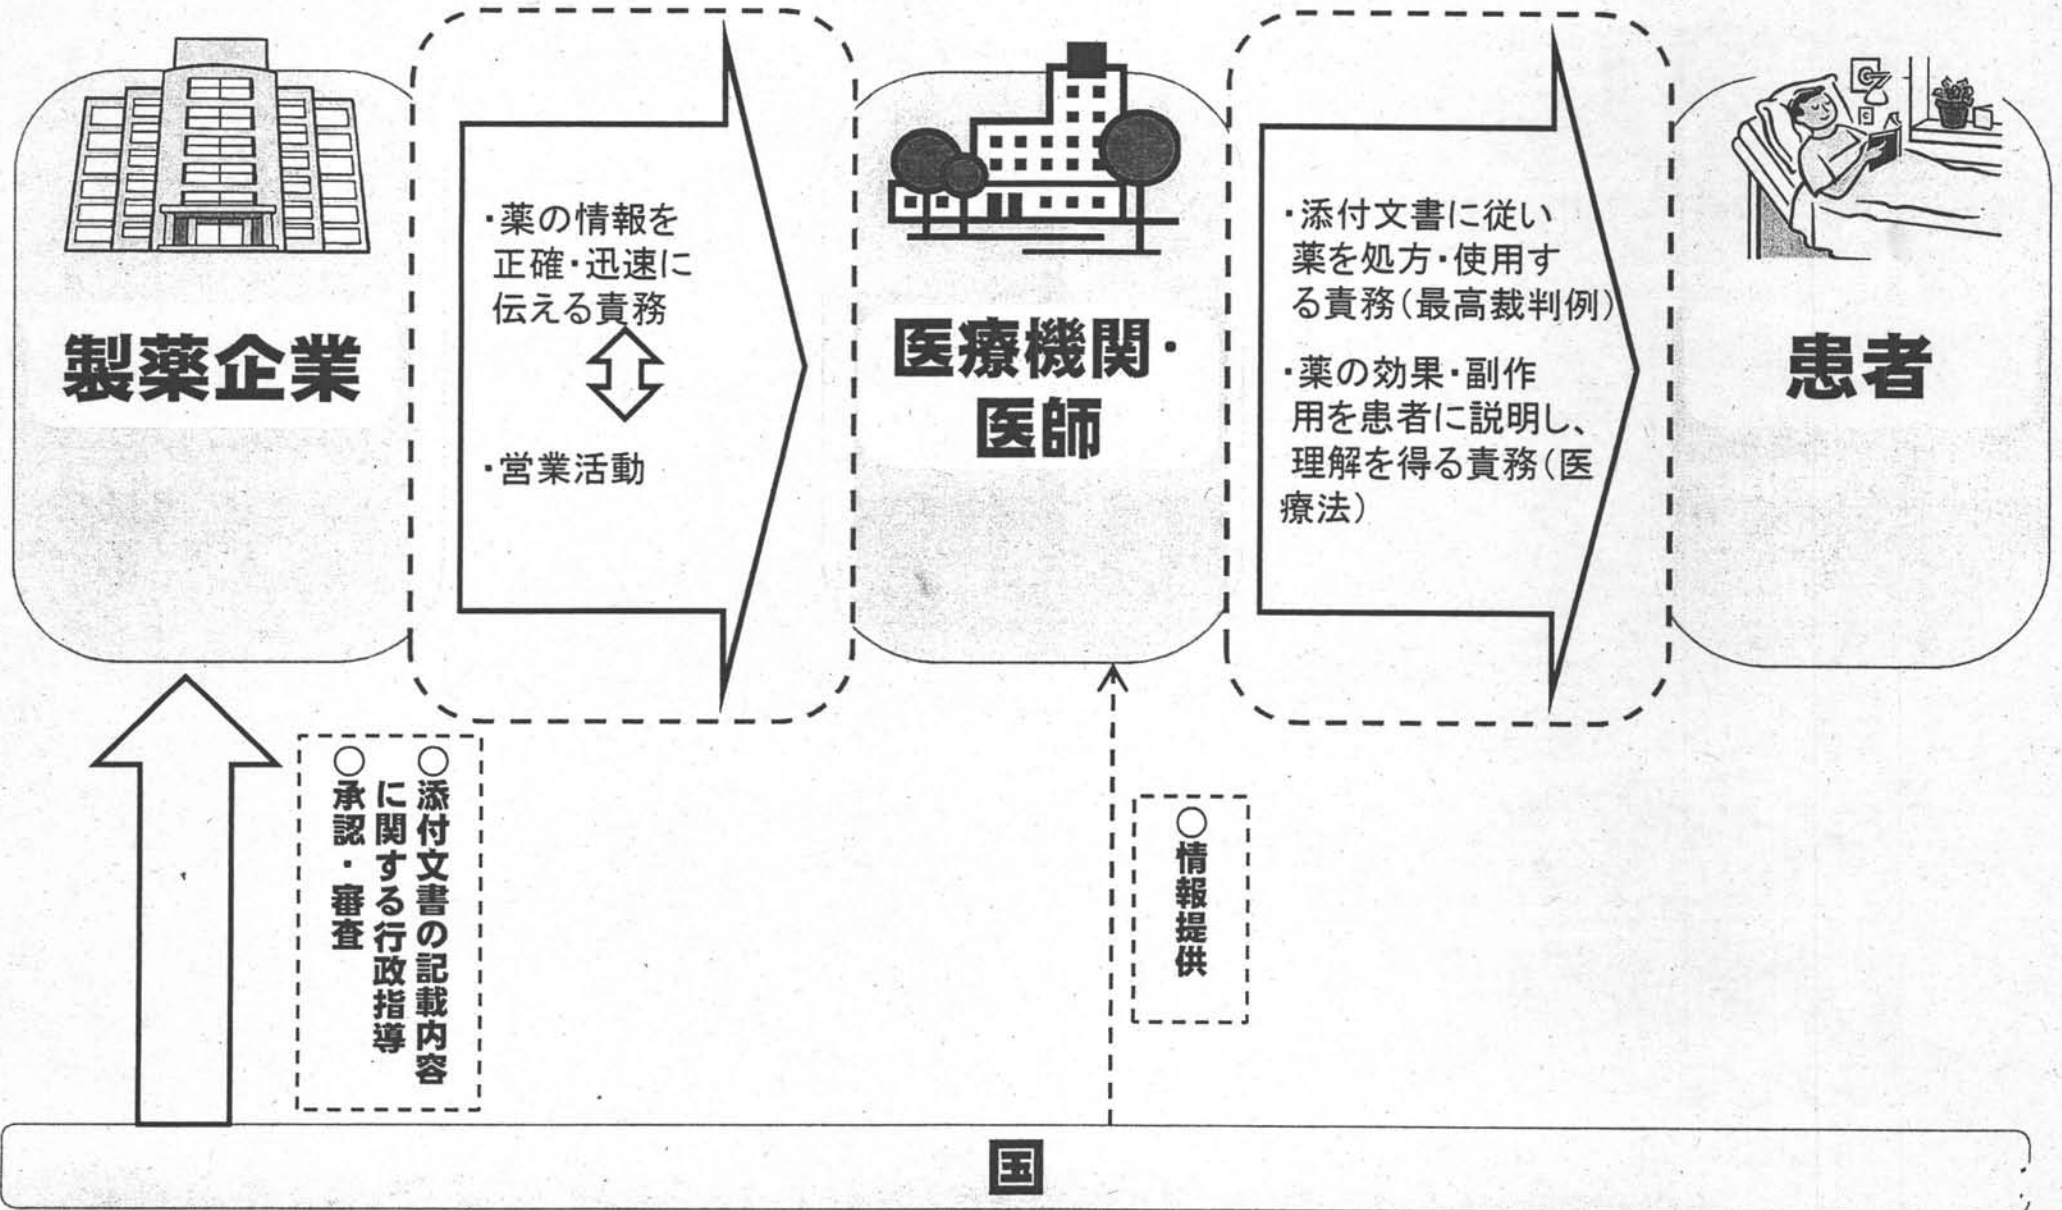 製薬企業
・薬の情報を
正確・迅速に
伝える責務
・営業活動
医療機関・
医師
・添付文書に従い
薬を処方・使用す
る責務(最高裁判例)
・薬の効果・副作
用を患者に説明し、
理解を得る責務(医
療法)
患者
○添付文書の記載内容
に関する行政指導
○承認・審査
○情報提供
国